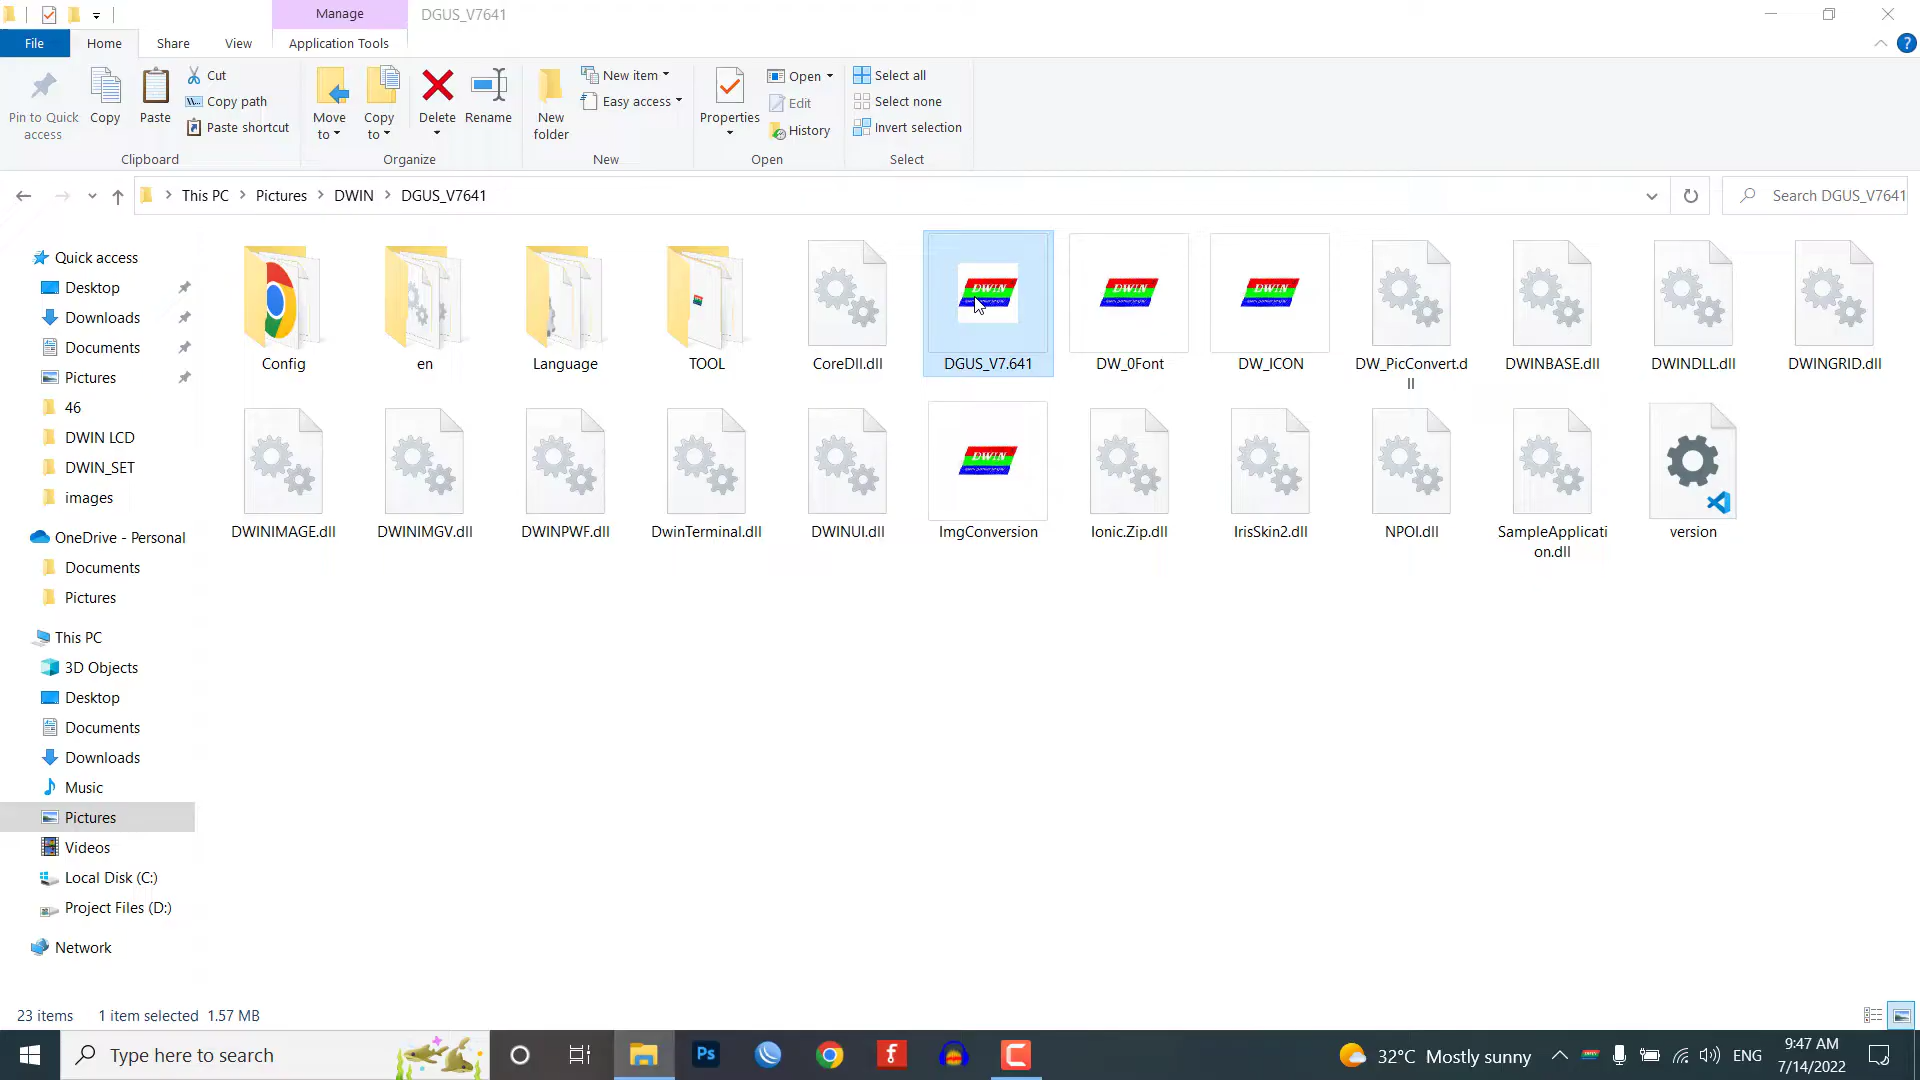 Manage
DGUS_V7641
File
Home
Share
View
Application Tools
Pin to Quick
access
Copy
Paste
Cut
Copy path
Paste shortcut
Clipboard
Move
to
Copy
to
Delete
Rename
Organize
New
folder
New item
Easy access
New
Properties
Open
Edit
History
Open
Select all
Select none
Invert selection
Select
This PC
Pictures
DWIN
DGUS_V7641
Search DGUS_V7641
Quick access
Desktop
Downloads
Documents
Pictures
46
DWIN LCD
DWIN_SET
images
OneDrive - Personal
Documents
Pictures
This PC
3D Objects
Desktop
Documents
Downloads
Music
Pictures
Videos
Local Disk (C:)
Project Files (D:)
Network
Config
en
Language
TOOL
CoreDll.dll
DWIN
DGUS_V7.641
DWIN
DW_0Font
DWIN
DW_ICON
DW_PicConvert.d
ll
DWINBASE.dll
DWINDLL.dll
DWINGRID.dll
DWINIMAGE.dll
DWINIMGV.dll
DWINPWF.dll
DwinTerminal.dll
DWINUI.dll
DWIN
ImgConversion
Ionic.Zip.dll
IrisSkin2.dll
NPOI.dll
SampleApplicati
on.dll
version
23 items
1 item selected 1.57 MB
Type here to search
Ps
32°C Mostly sunny
ENG
9:47 AM
7/14/2022